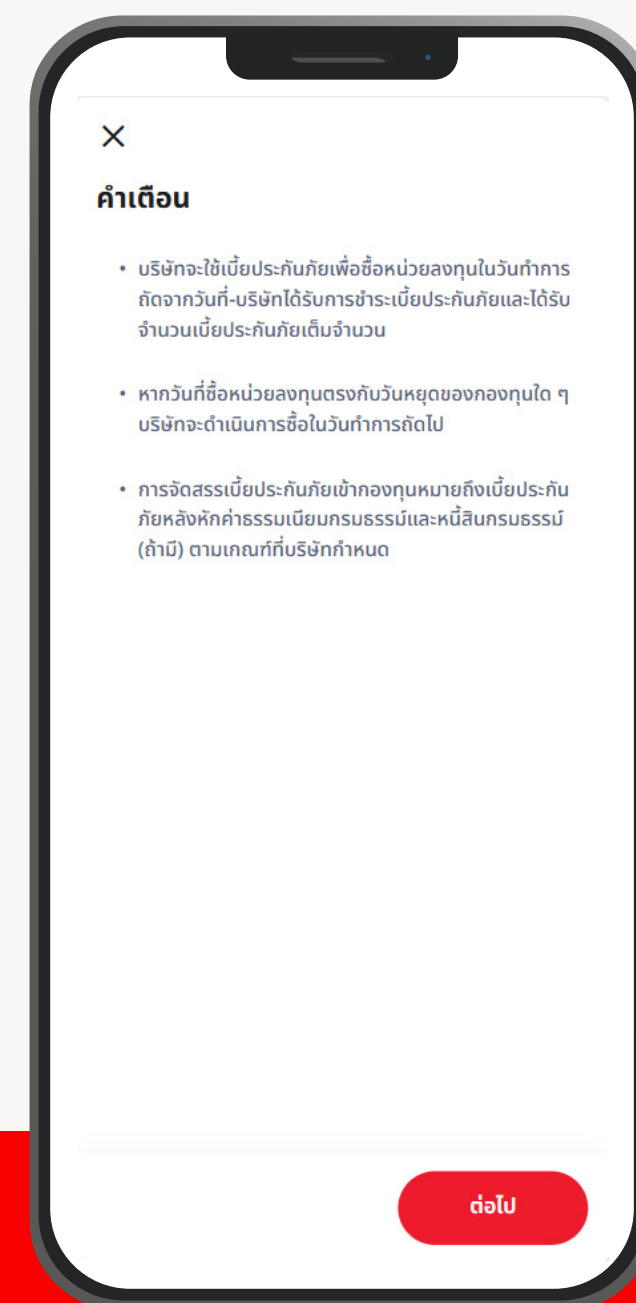 คำเตือน
• บริษัทจะใช้เบี้ยประกันภัยเพื่อซื้อหน่วยลงทุนในวันทำการ
ถัดจากวันที่-บริษัทได้รับการชำระเบี้ยประกันภัยและได้รับ
จำนวนเบี้ยประกันภัยเต็มจำนวน
• หากวันที่ซื้อหน่วยลงทุนตรงกับวันหยุดของกองทุนใด ๆ
บริษัทจะดำเนินการซื้อในวันทำการถัดไป
• การจัดสรรเบี้ยประกันภัยเข้ากองทุนหมายถึงเบี้ยประกัน
ภัยหลังหักค่าธรรมเนียมกรมธรรม์และหนี้สินกรมธรรม์
(ถ้ามี) ตามเกณฑ์ที่บริษัทกำหนด
ต่อไป